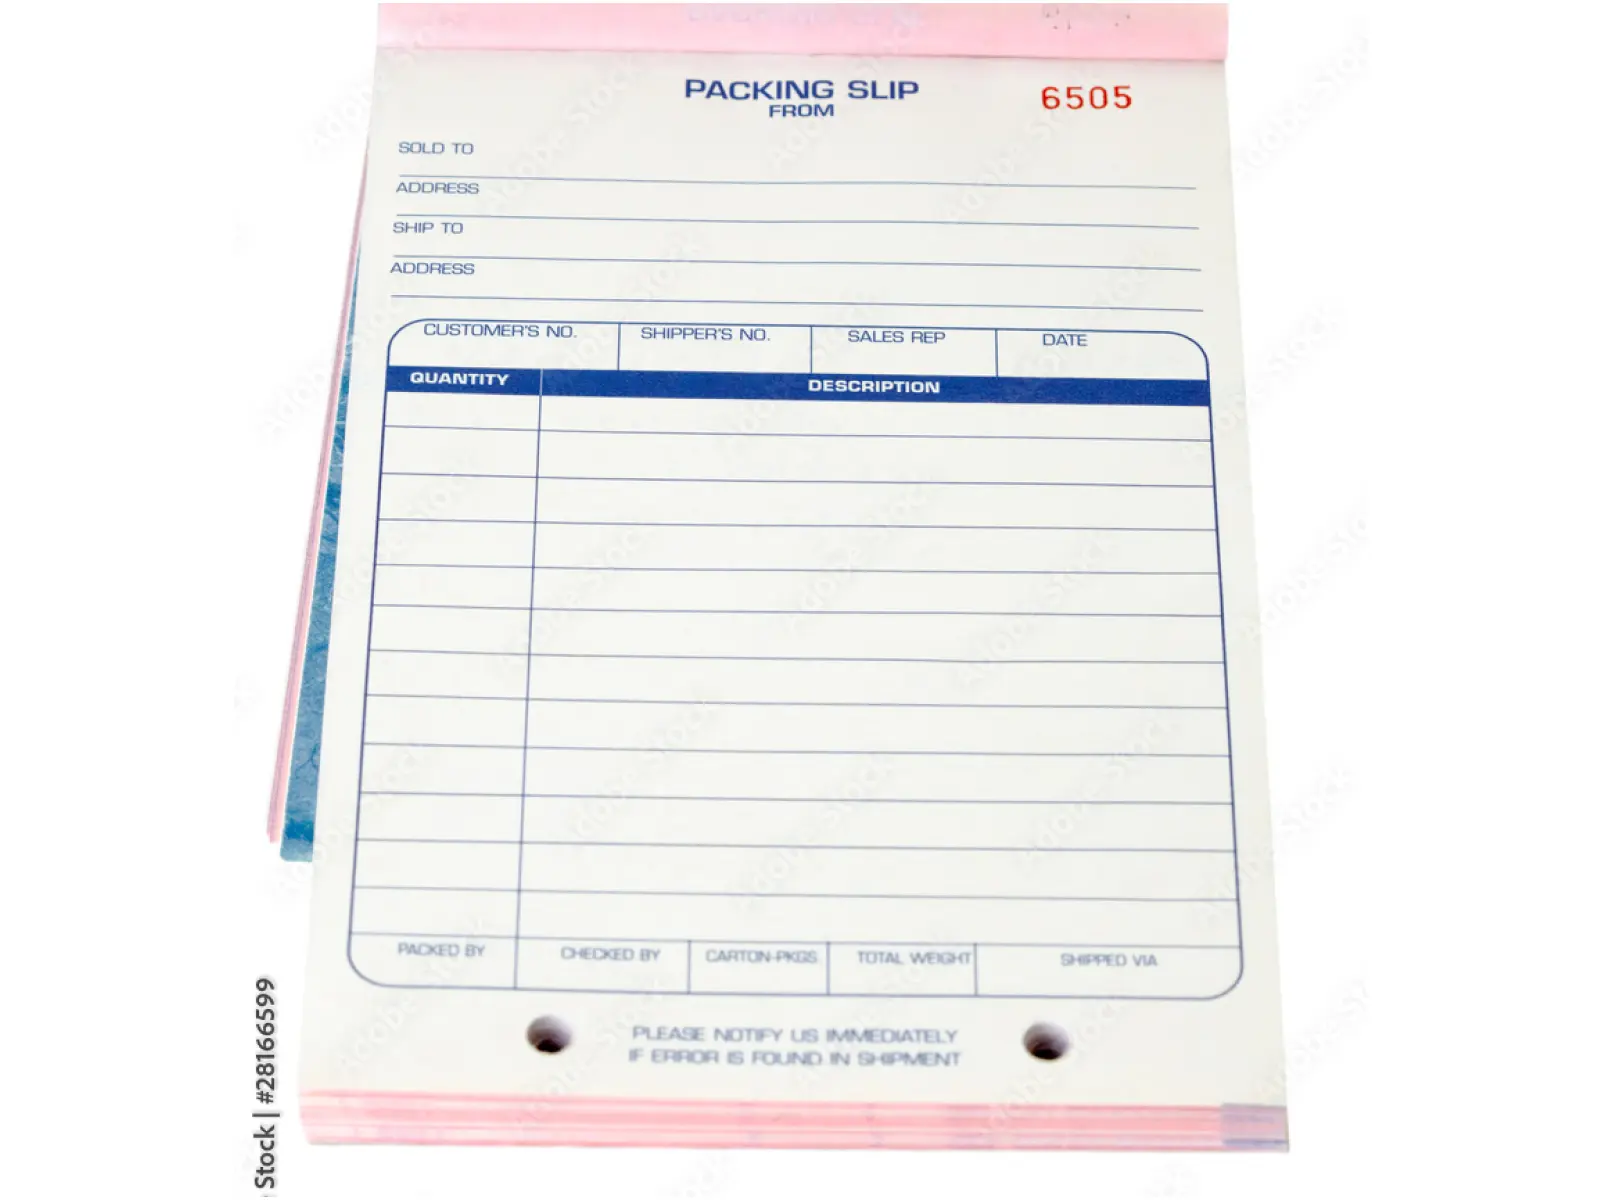 PACKING SLIP
FROM
6505
SOLD TO
ADDRESS
SHIP TO
ADDRESS
CUSTOMER'S NO. SHIPPER'S NO. SALES REP DATE
QUANTITY DESCRIPTION
PACKED BY CHECKED BY CARTON-PKGS TOTAL WEIGHT SHIPPED VIA
PLEASE NOTIFY US IMMEDIATELY
IF ERROR IS FOUND IN SHIPMENT
Stock | #28166599
Adobe Stock